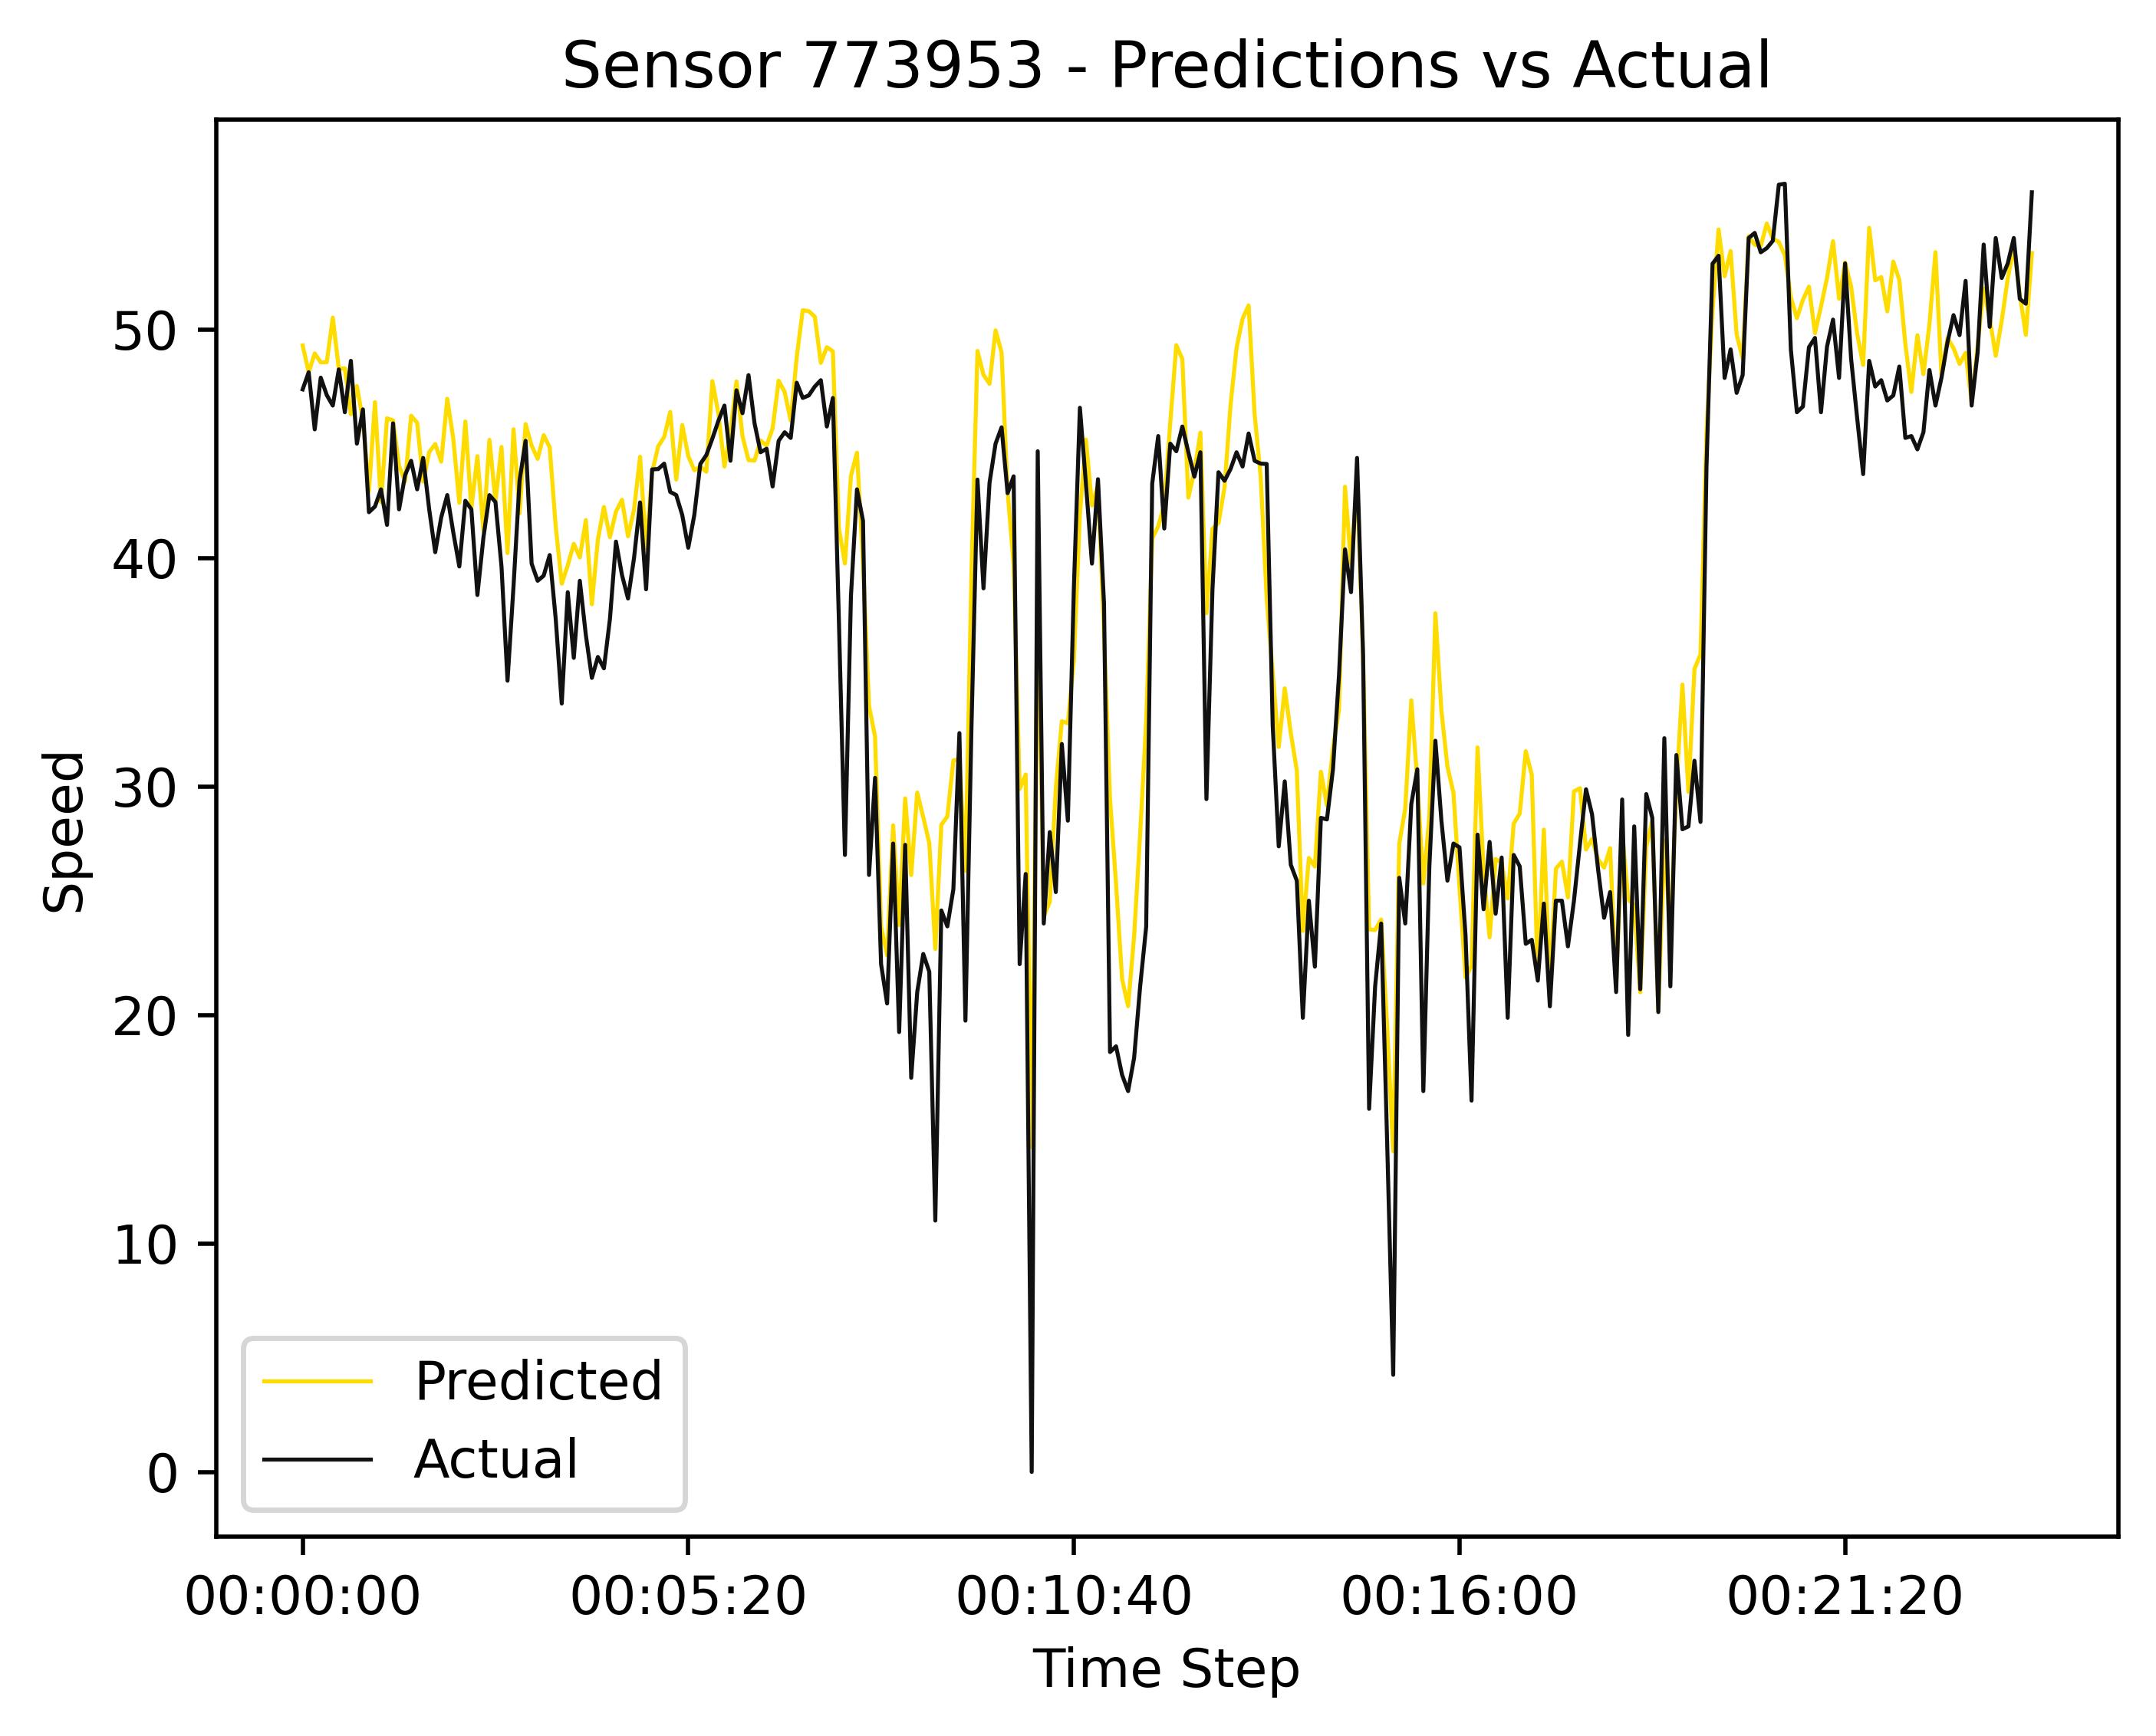 Sensor 773953 - Predictions vs Actual
50
40
30
20
10
0
Speed
Predicted
Actual
00:00:00
00:05:20
00:10:40
00:16:00
00:21:20
Time Step